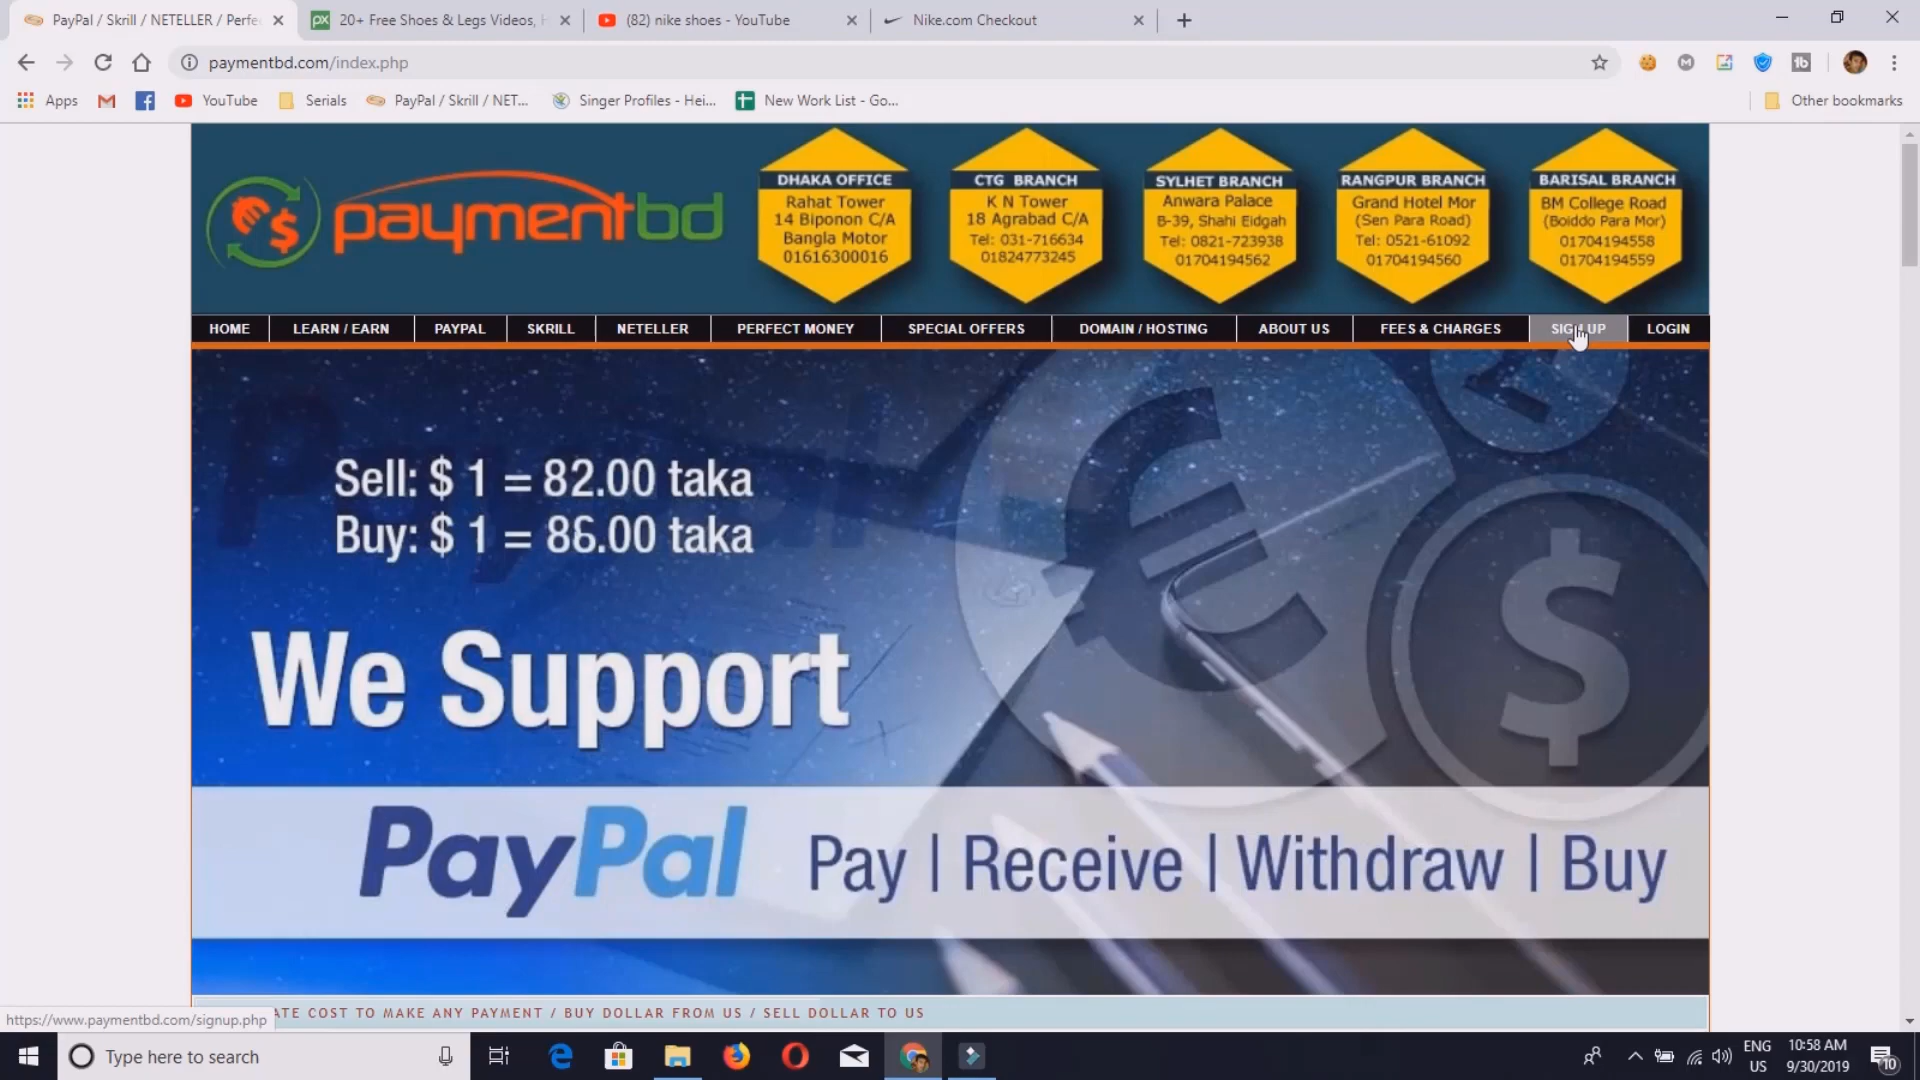 PayPal / Skrill / NETELLER / Perfe
20+ Free Shoes & Legs Videos, H
(82) nike shoes - YouTube
Nike.com Checkout
paymentbd.com/index.php
Apps
YouTube
Serials
PayPal / Skrill / NET...
Singer Profiles - Hei...
New Work List - Go...
Other bookmarks
paymentbd
DHAKA OFFICE
Rahat Tower
14 Biponon C/A
Bangla Motor
01616300016
CTG BRANCH
K N Tower
18 Agrabad C/A
Tel: 031-716634
01824773245
SYLHET BRANCH
Anwara Palace
B-39, Shahi Eidgah
Tel: 0821-723938
01704194562
RANGPUR BRANCH
Grand Hotel Mor
(Sen Para Road)
Tel: 0521-61092
01704194560
BARISAL BRANCH
BM College Road
(Boiddo Para Mor)
01704194558
01704194559
HOME LEARN / EARN PAYPAL SKRILL NETELLER PERFECT MONEY SPECIAL OFFERS DOMAIN / HOSTING ABOUT US FEES & CHARGES SIGN UP LOGIN
Sell: $ 1 = 82.00 taka
Buy: $ 1 = 86.00 taka
We Support
PayPal Pay | Receive | Withdraw | Buy
https://www.paymentbd.com/signup.php
ATE COST TO MAKE ANY PAYMENT / BUY DOLLAR FROM US / SELL DOLLAR TO US
Type here to search
ENG
US
10:58 AM
9/30/2019
10